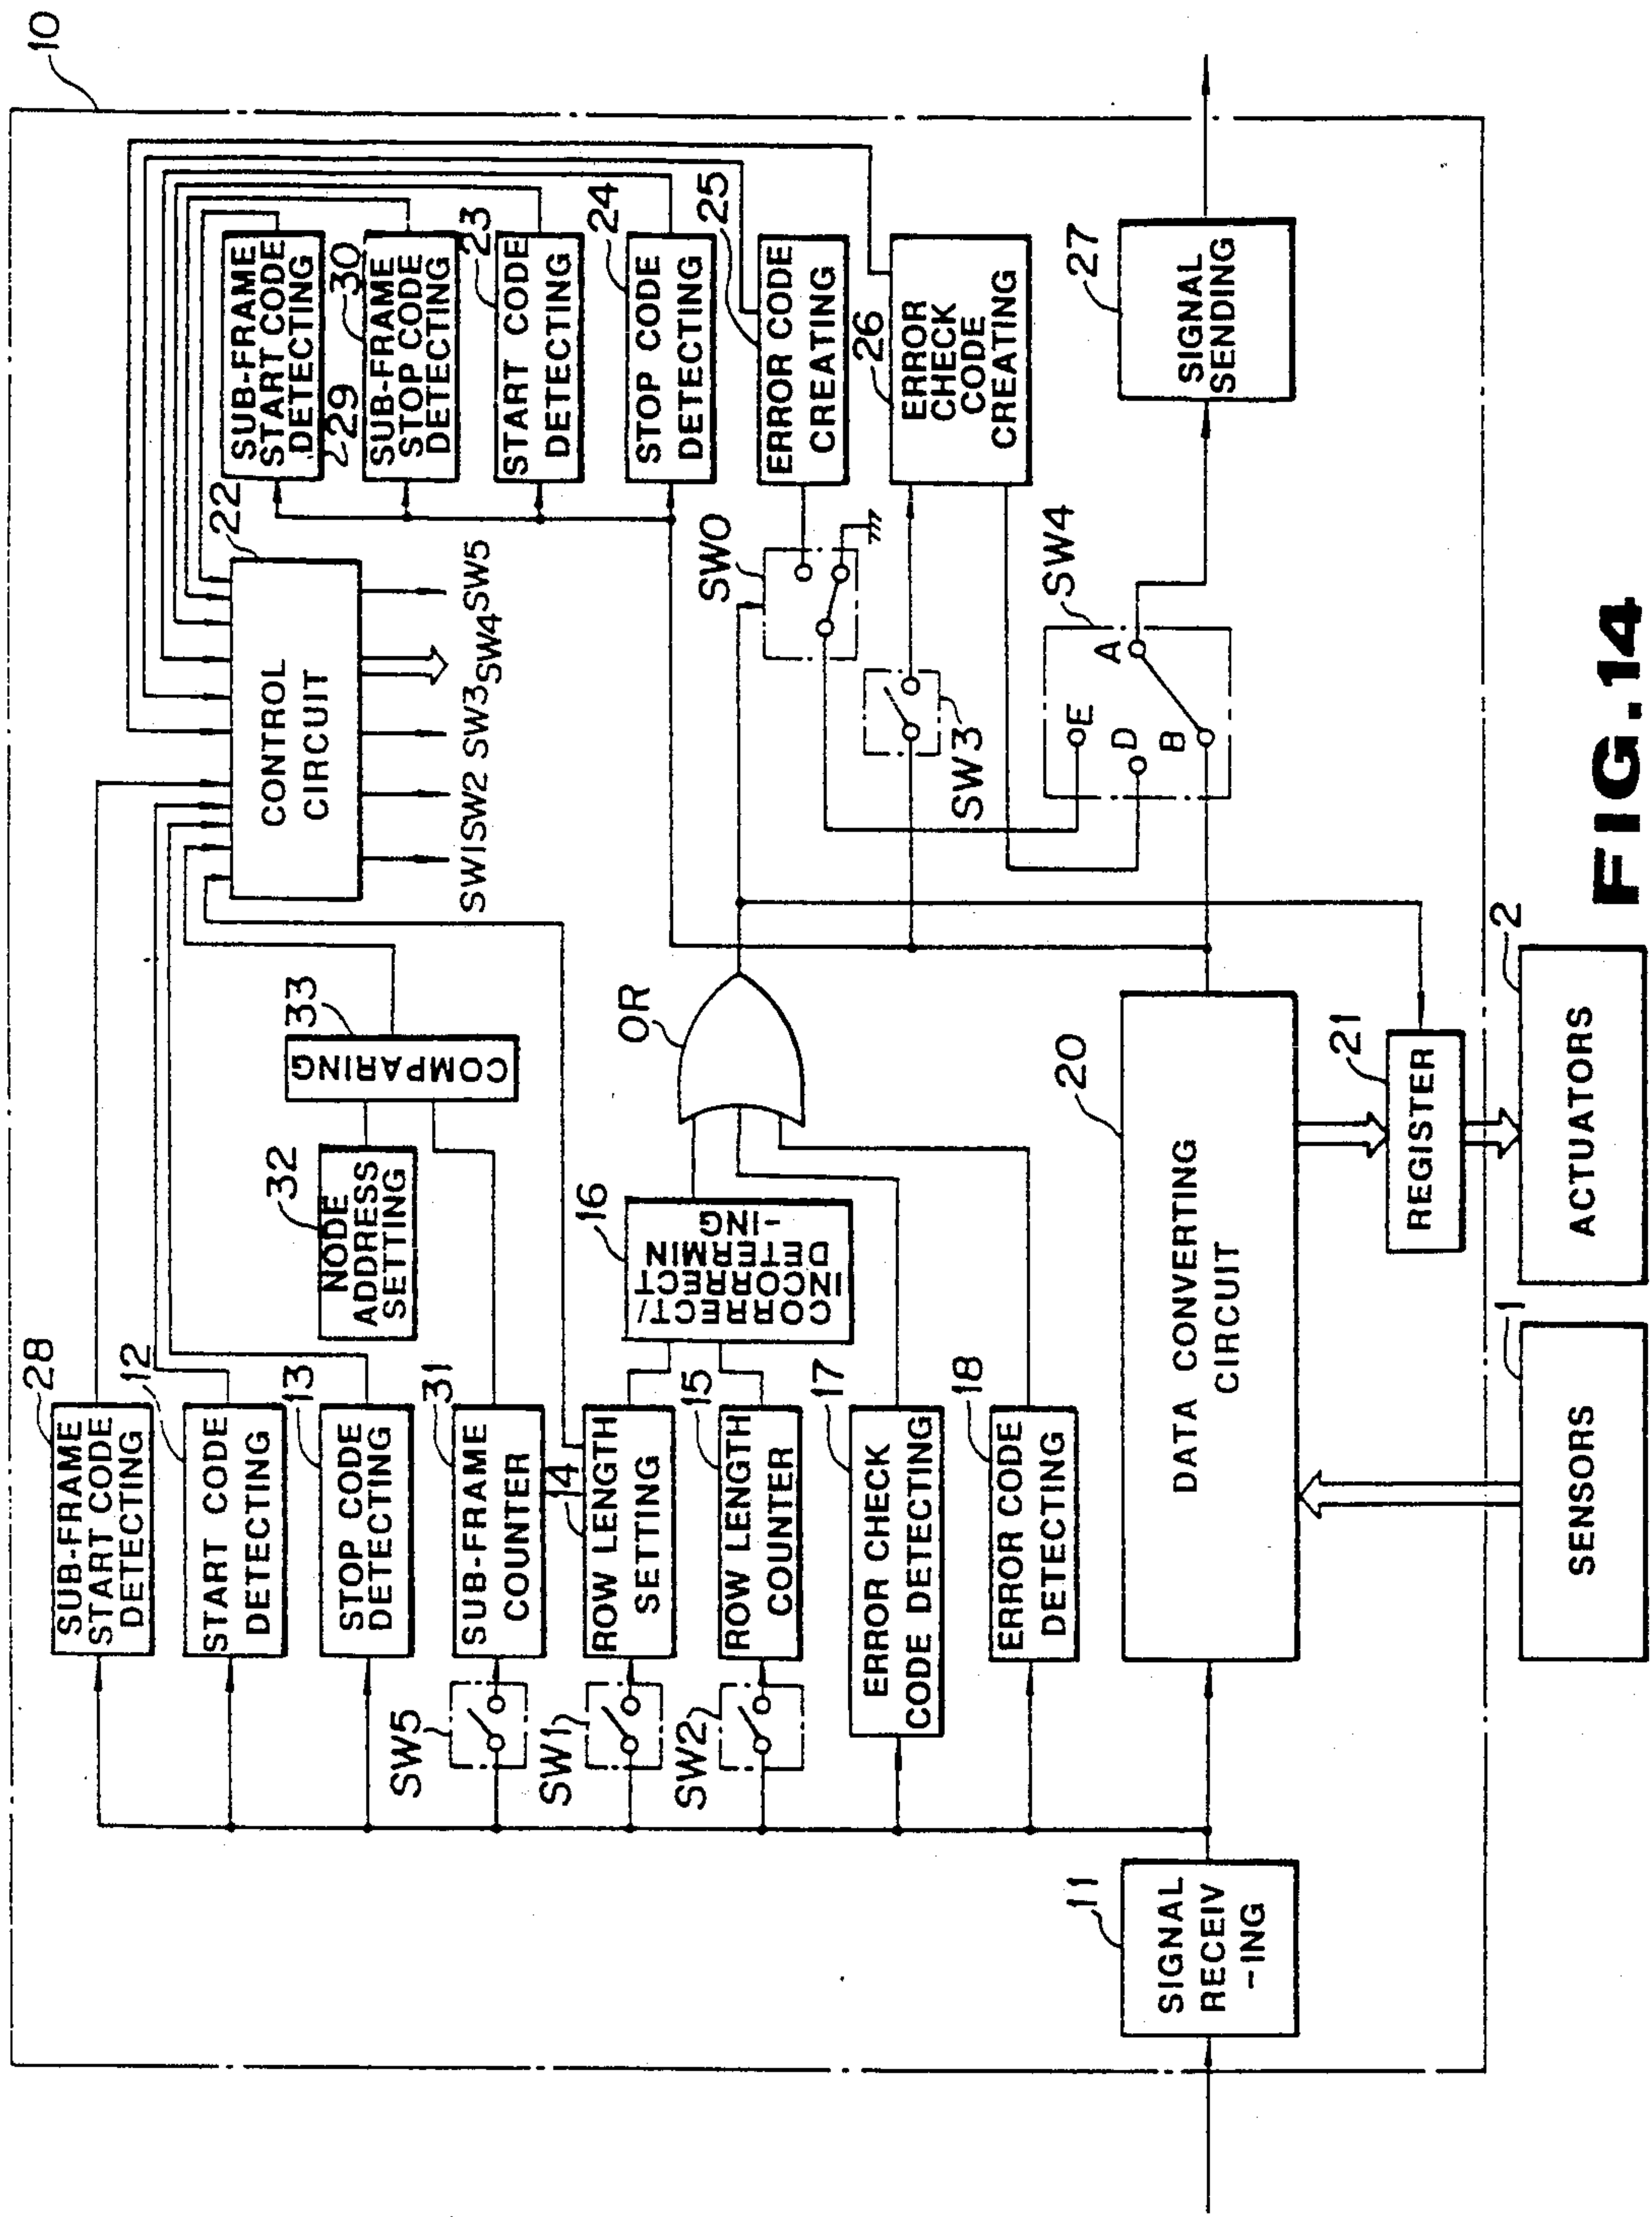 10
28
SUB-FRAME
START CODE
DETECTING
12
START CODE
DETECTING
13
STOP CODE
DETECTING
31
SUB-FRAME
COUNTER
SW5
14
ROW LENGTH
SETTING
SW1
15
ROW LENGTH
COUNTER
SW2
17
ERROR CHECK
CODE DETECTING
18
ERROR CODE
DETECTING
11
SIGNAL
RECEIV
-ING
32
NODE
ADDRESS
SETTING
33
COMPARING
16
CORRECT/
INCORRECT
DETERMIN
-ING
OR
20
DATA CONVERTING
CIRCUIT
21
REGISTER
1
SENSORS
2
ACTUATORS
22
CONTROL
CIRCUIT
SW1 SW2 SW3 SW4 SW5
SUB-FRAME
START CODE
DETECTING
29
30
SUB-FRAME
STOP CODE
DETECTING
23
START CODE
DETECTING
24
STOP CODE
DETECTING
25
ERROR CODE
CREATING
26
ERROR
CHECK
CODE
CREATING
SW0
SW3
SW4
A
E
D
B
27
SIGNAL
SENDING
FIG.14